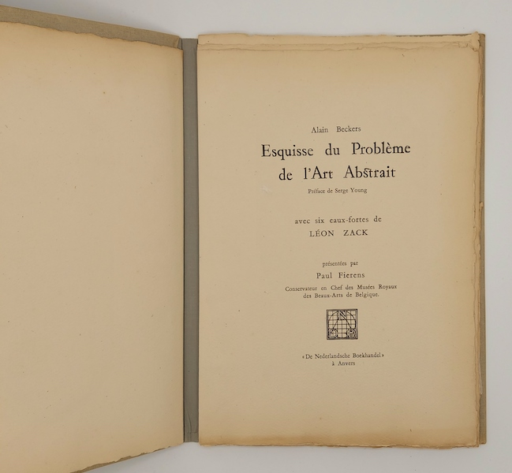 Alain Beckers
Esquisse du Problème
de l'Art Abstrait
Préface de Serge Young
avec six eaux-fortes de
LÉON ZACK
présentées par
Paul Fierens
Conservateur en Chef des Musées Royaux
des Beaux-Arts de Belgique.
«De Nederlandsche Boekhandel»
à Anvers